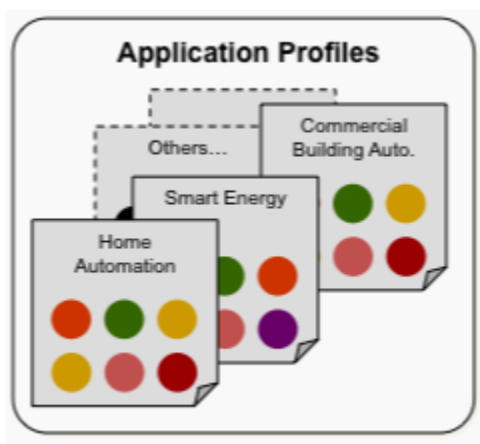 Application Profiles
Commercial
Building Auto.
Others...
Smart Energy
Home
Automation